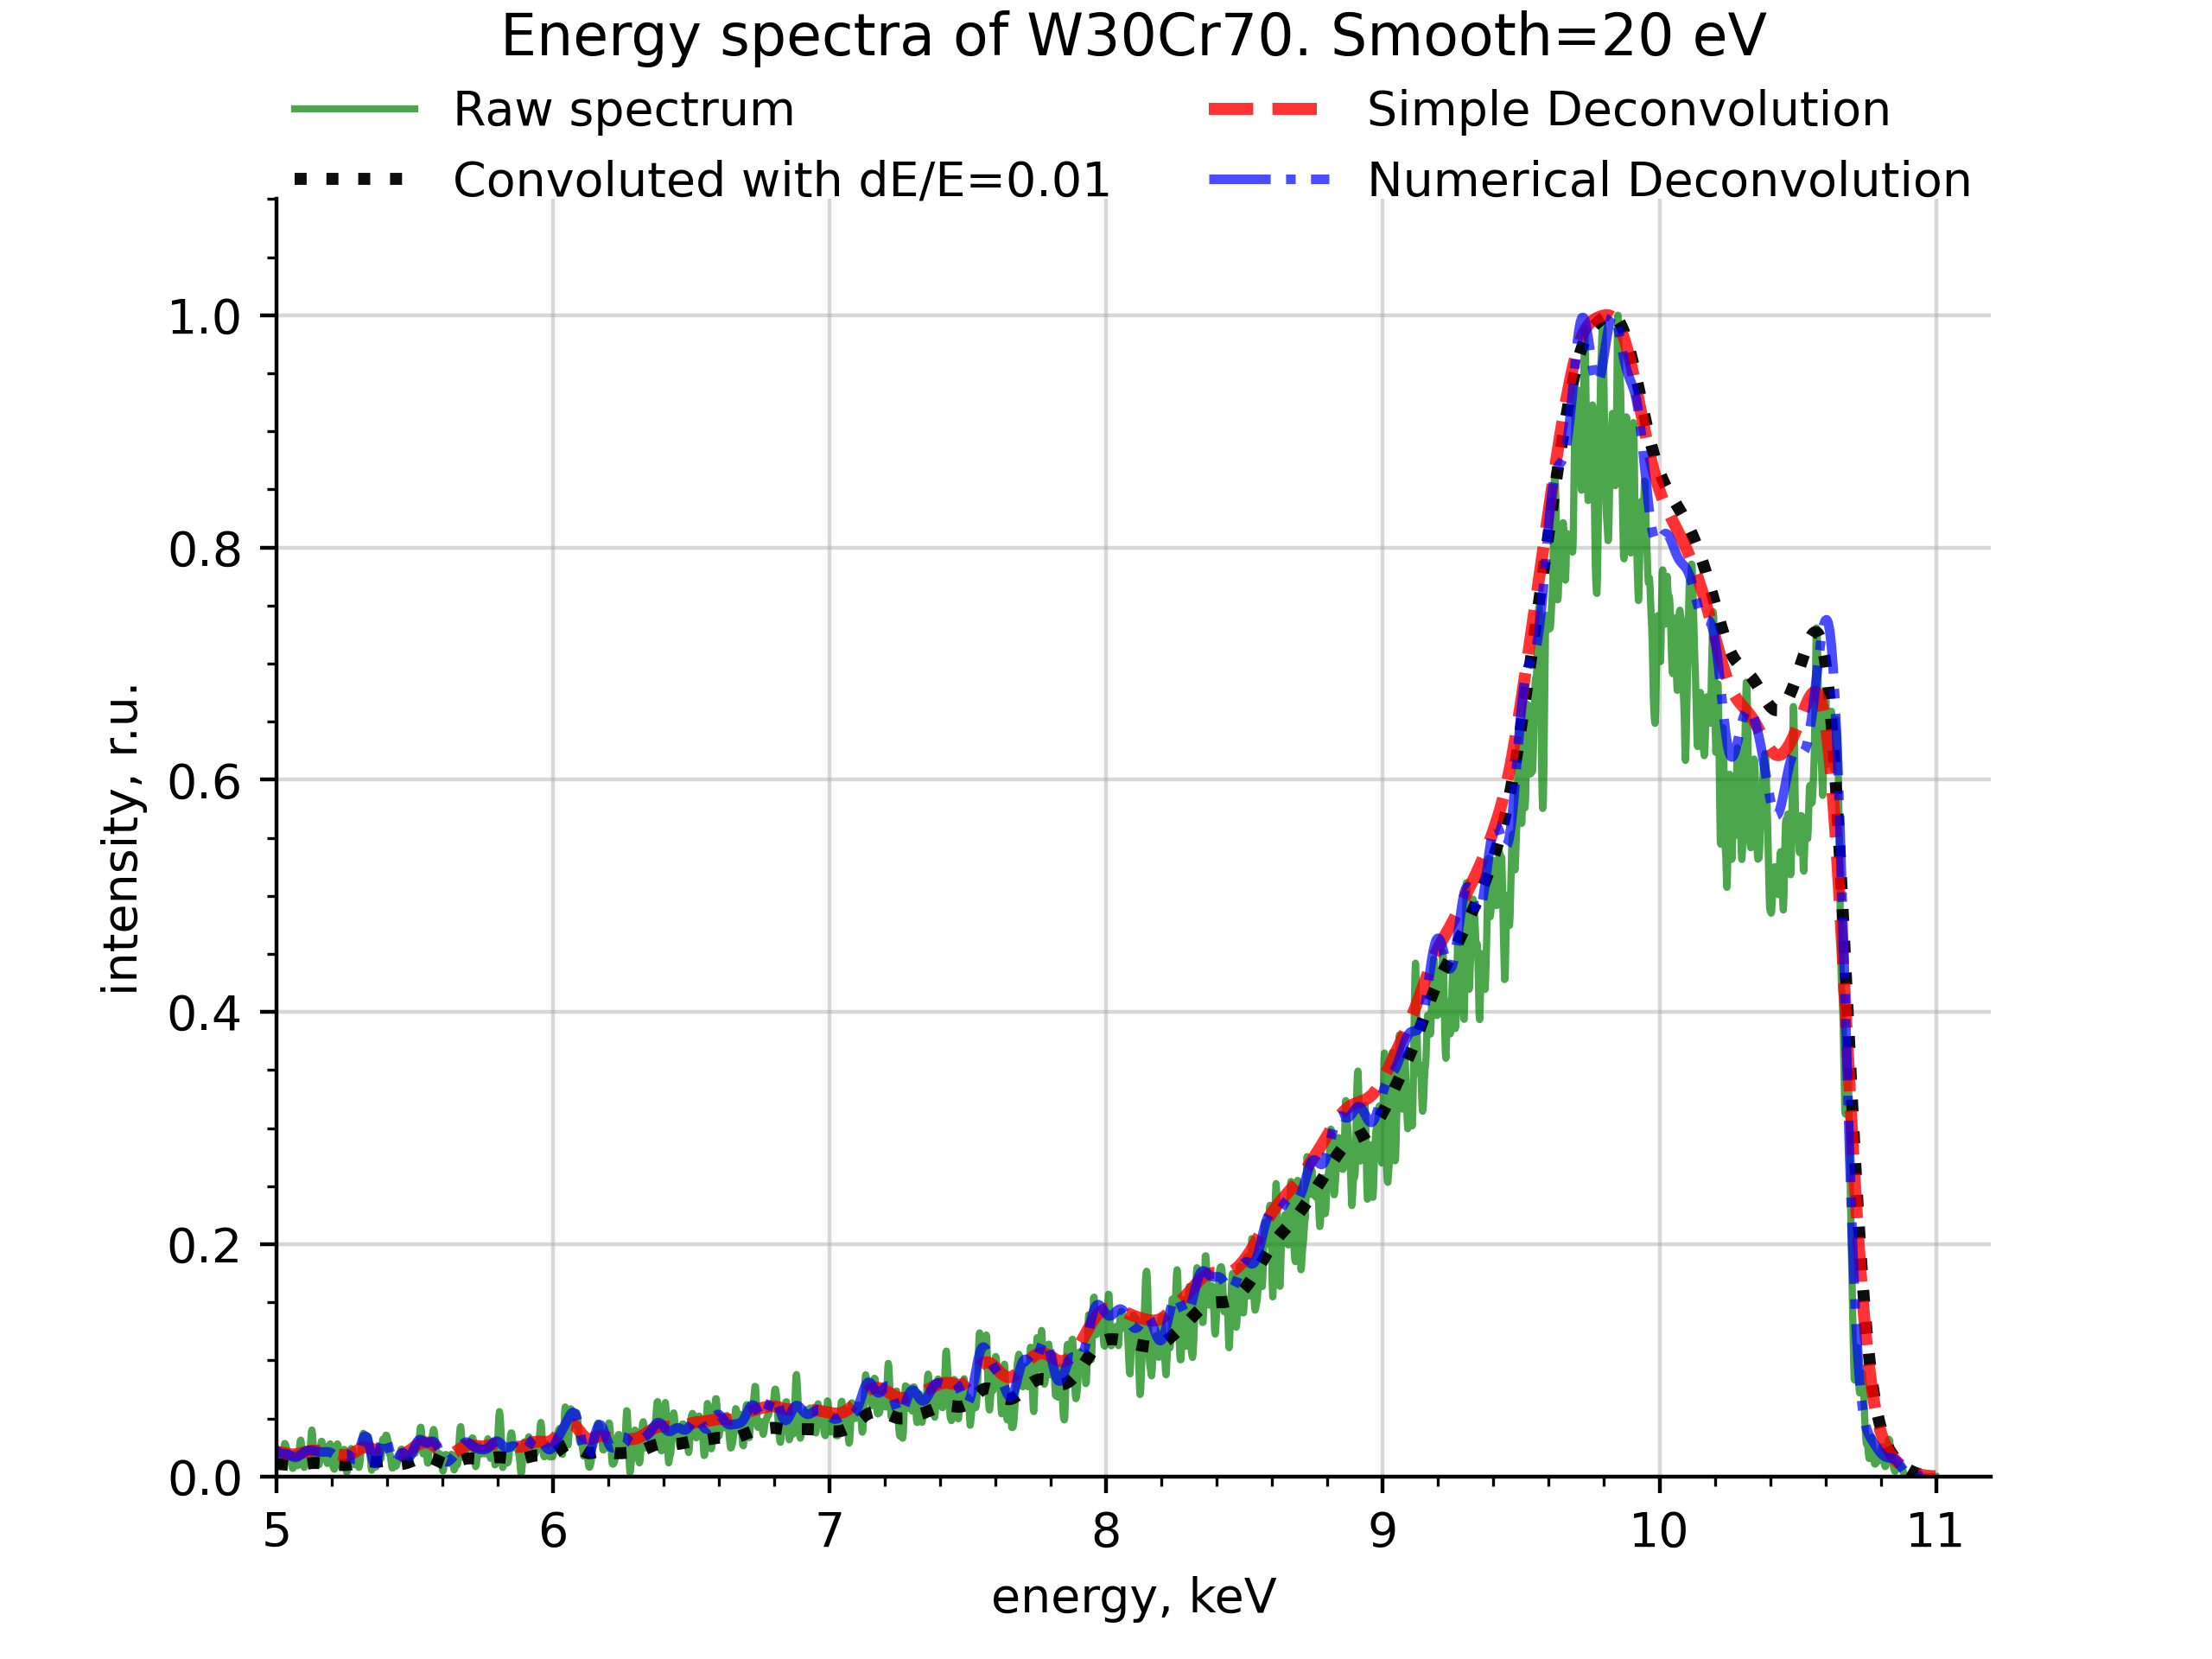 Energy spectra of W30Cr70. Smooth=20 eV
Raw spectrum
Convoluted with dE/E=0.01
Simple Deconvolution
Numerical Deconvolution
intensity, r.u.
1.0
0.8
0.6
0.4
0.2
0.0
5 6 7 8 9 10 11
energy, keV